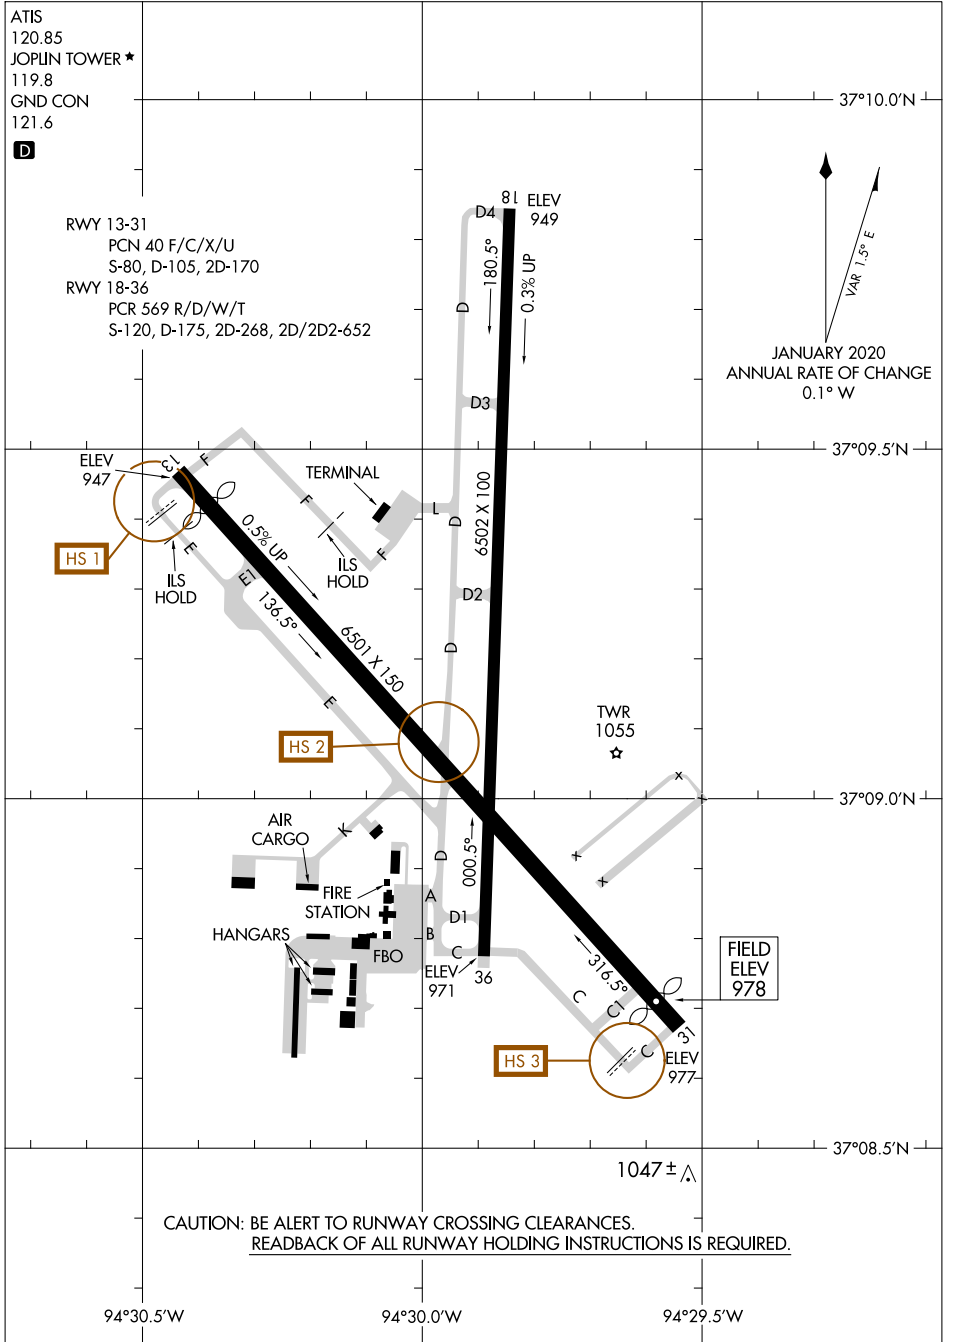 ATIS
120.85
JOPLIN TOWER ★
119.8
GND CON
121.6
D
37°10.0'N
RWY 13-31
PCN 40 F/C/X/U
S-80, D-105, 2D-170
RWY 18-36
PCR 569 R/D/W/T
S-120, D-175, 2D-268, 2D/2D2-652
VAR 1.5° E
JANUARY 2020
ANNUAL RATE OF CHANGE
0.1° W
18
ELEV
949
D4
180.5°
0.3% UP
D
D3
37°09.5'N
ELEV
947
13
F
HS 1
E
ILS
HOLD
E1
0.5% UP
136.5°
TERMINAL
F
ILS
HOLD
F
L
D
6502 X 100
D2
D
6501 X 150
E
HS 2
TWR
1055
X
X
X
X
37°09.0'N
AIR
CARGO
K
FIRE
STATION
HANGARS
FBO
D
000.5°
A
D1
B
C
ELEV
971
36
316.5°
C
C1
C
FIELD
ELEV
978
HS 3
31
ELEV
977
37°08.5'N
1047 ±
CAUTION: BE ALERT TO RUNWAY CROSSING CLEARANCES.
READBACK OF ALL RUNWAY HOLDING INSTRUCTIONS IS REQUIRED.
94°30.5'W
94°30.0'W
94°29.5'W